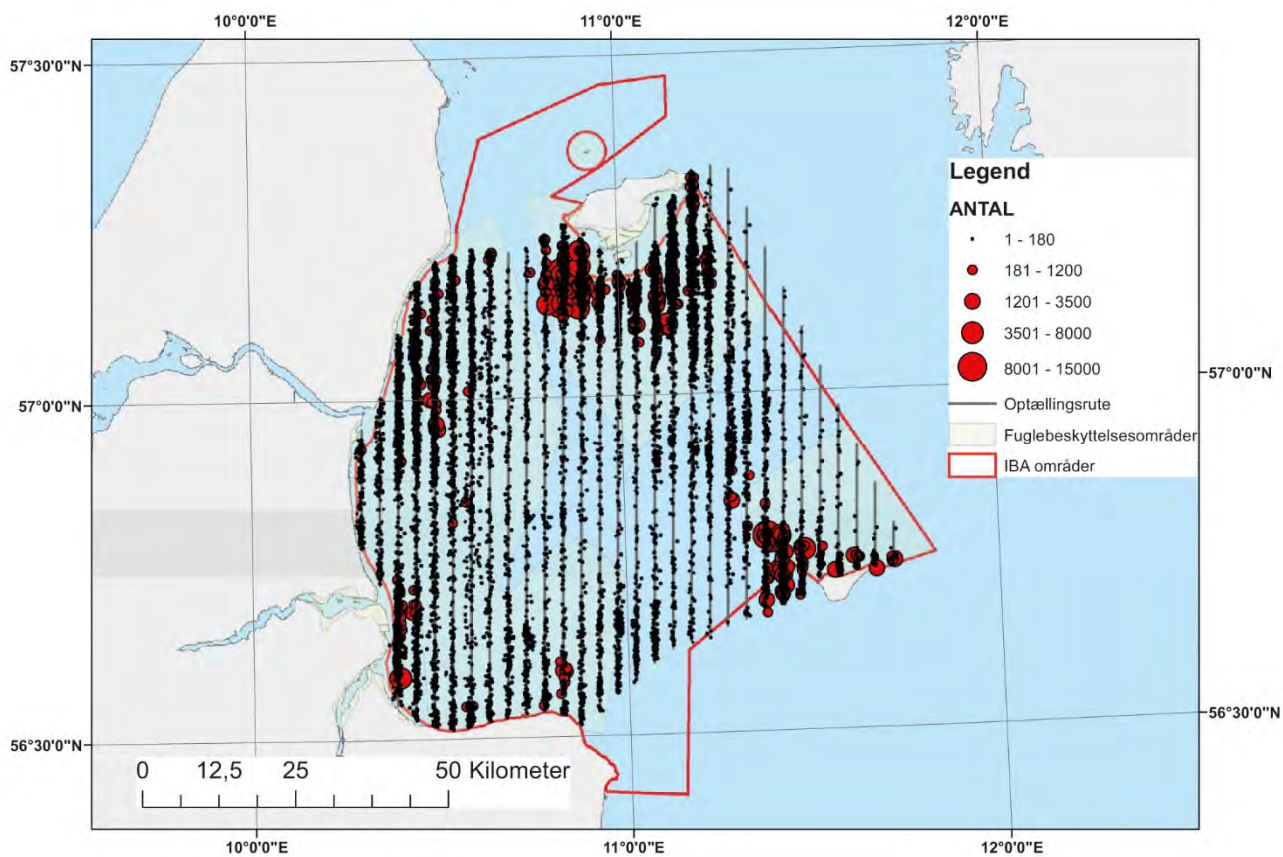 10°0'0"E 11°0'0"E 12°0'0"E
57°30'0"N
Legend
ANTAL
1 - 180
181 - 1200
1201 - 3500
3501 - 8000
8001 - 15000
Optællingsrute
Fuglebeskyttelsesområder
IBA områder
57°0'0"N
57°0'0"N
56°30'0"N
56°30'0"N
0 12,5 25 50 Kilometer
10°0'0"E 11°0'0"E 12°0'0"E